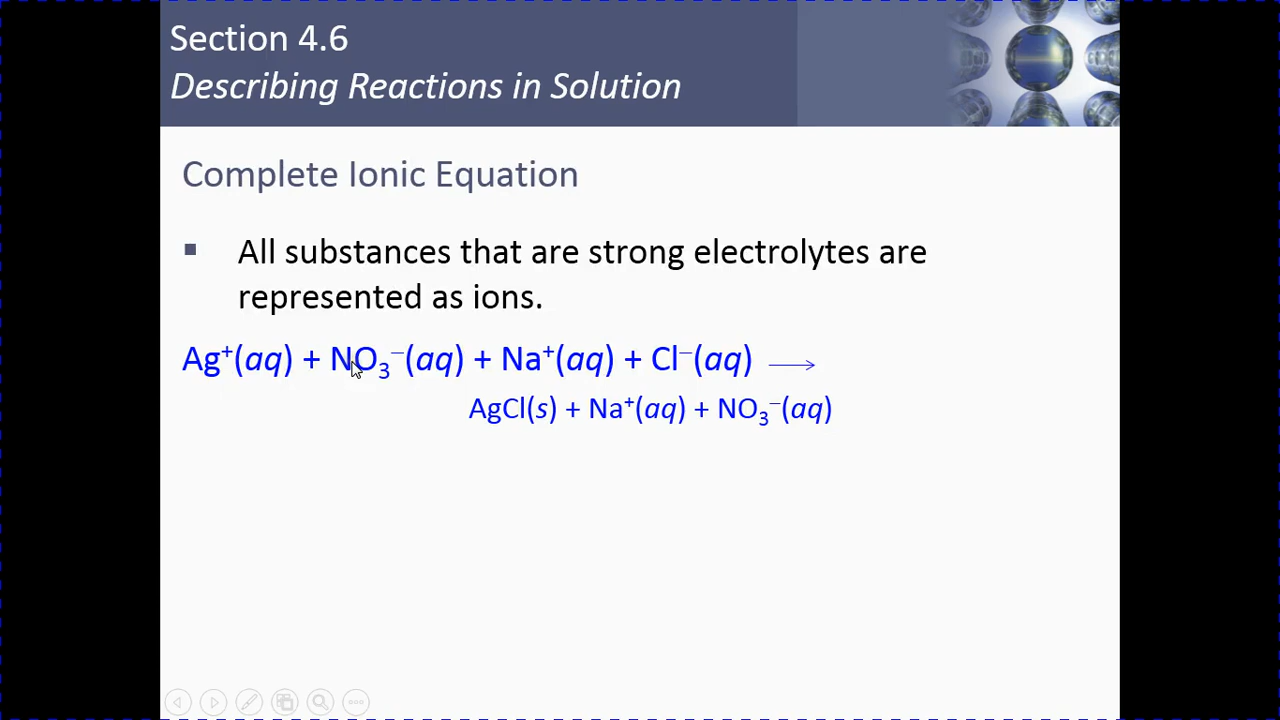 Section 4.6
Describing Reactions in Solution
Complete Ionic Equation
▪ All substances that are strong electrolytes are
represented as ions.
Ag⁺(aq) + NO₃⁻(aq) + Na⁺(aq) + Cl⁻(aq) →
AgCl(s) + Na⁺(aq) + NO₃⁻(aq)